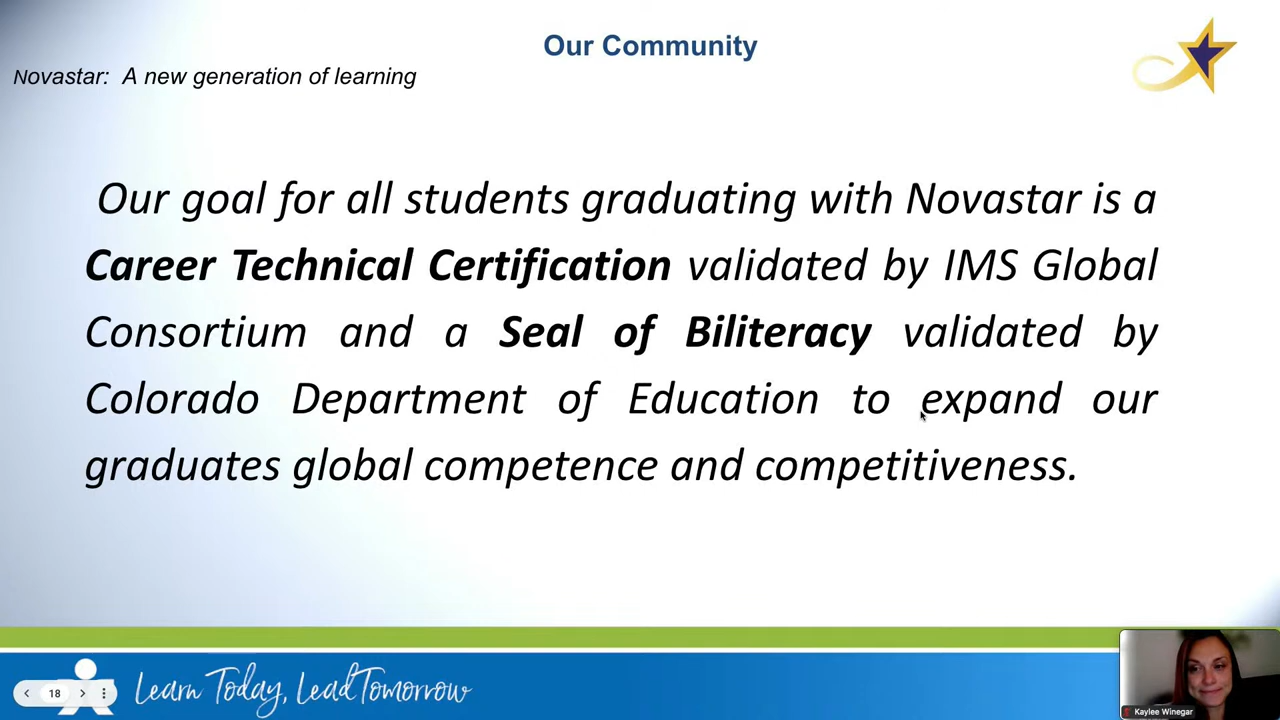 Our Community
Novastar: A new generation of learning
Our goal for all students graduating with Novastar is a
Career Technical Certification validated by IMS Global
Consortium and a Seal of Biliteracy validated by
Colorado Department of Education to expand our
graduates global competence and competitiveness.
18
Learn Today, Lead Tomorrow
Kaylee Winegar